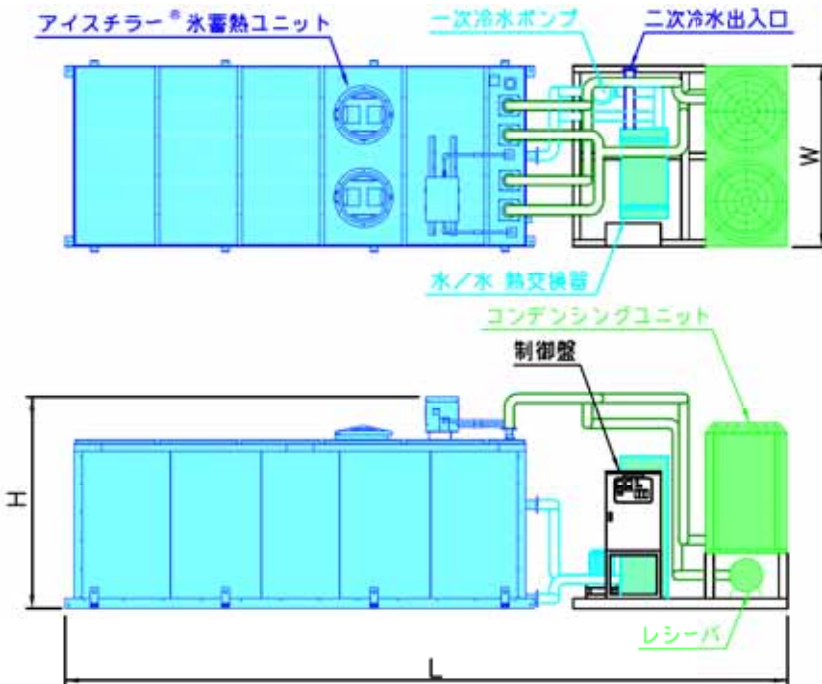 アイスチラー®氷蓄熱ユニット
一次冷水ポンプ
二次冷水出入口
W
水/水 熱交換器
コンデンシングユニット
制御盤
H
レシーバ
L